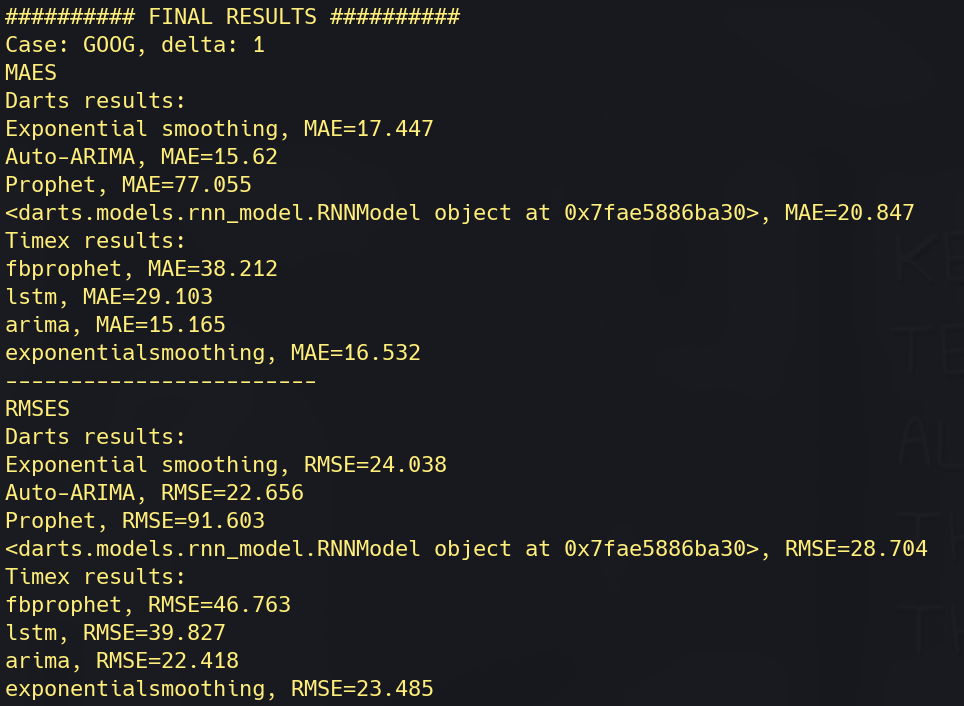 ########## FINAL RESULTS ##########
Case: GOOG, delta: 1
MAES
Darts results:
Exponential smoothing, MAE=17.447
Auto-ARIMA, MAE=15.62
Prophet, MAE=77.055
<darts.models.rnn_model.RNNModel object at 0x7fae5886ba30>, MAE=20.847
Timex results:
fbprophet, MAE=38.212
lstm, MAE=29.103
arima, MAE=15.165
exponentialsmoothing, MAE=16.532
------------------------
RMSES
Darts results:
Exponential smoothing, RMSE=24.038
Auto-ARIMA, RMSE=22.656
Prophet, RMSE=91.603
<darts.models.rnn_model.RNNModel object at 0x7fae5886ba30>, RMSE=28.704
Timex results:
fbprophet, RMSE=46.763
lstm, RMSE=39.827
arima, RMSE=22.418
exponentialsmoothing, RMSE=23.485